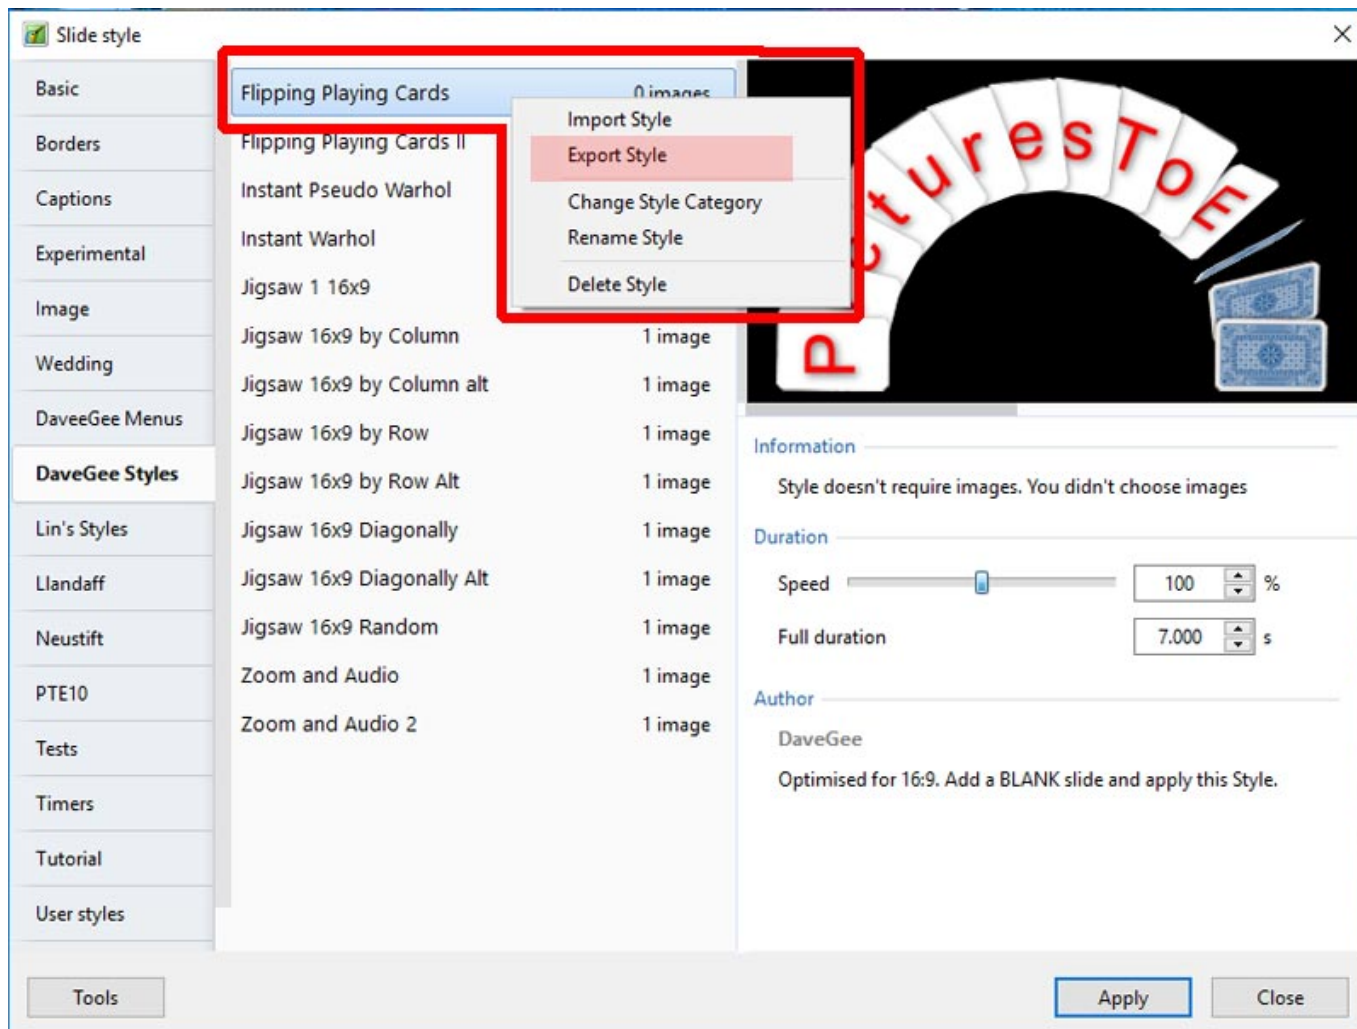 Slide style
Basic
Borders
Captions
Experimental
Image
Wedding
DaveeGee Menus
DaveGee Styles
Lin's Styles
Llandaff
Neustift
PTE10
Tests
Timers
Tutorial
User styles
Flipping Playing Cards 0 images
Flipping Playing Cards II
Instant Pseudo Warhol
Instant Warhol
Jigsaw 1 16x9
Jigsaw 16x9 by Column 1 image
Jigsaw 16x9 by Column alt 1 image
Jigsaw 16x9 by Row 1 image
Jigsaw 16x9 by Row Alt 1 image
Jigsaw 16x9 Diagonally 1 image
Jigsaw 16x9 Diagonally Alt 1 image
Jigsaw 16x9 Random 1 image
Zoom and Audio 1 image
Zoom and Audio 2 1 image
Import Style
Export Style
Change Style Category
Rename Style
Delete Style
P cturesToE
Information
Style doesn't require images. You didn't choose images
Duration
Speed 100 %
Full duration 7.000 s
Author
DaveGee
Optimised for 16:9. Add a BLANK slide and apply this Style.
Tools
Apply
Close